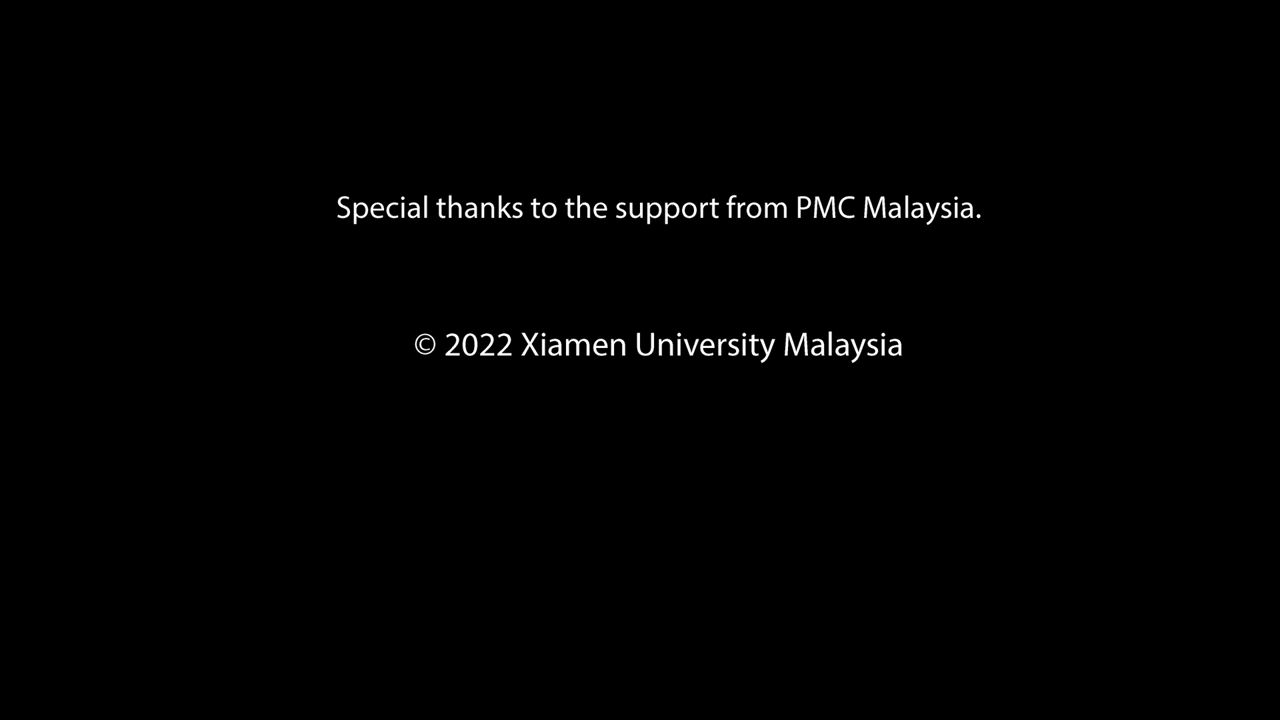 Special thanks to the support from PMC Malaysia.
© 2022 Xiamen University Malaysia